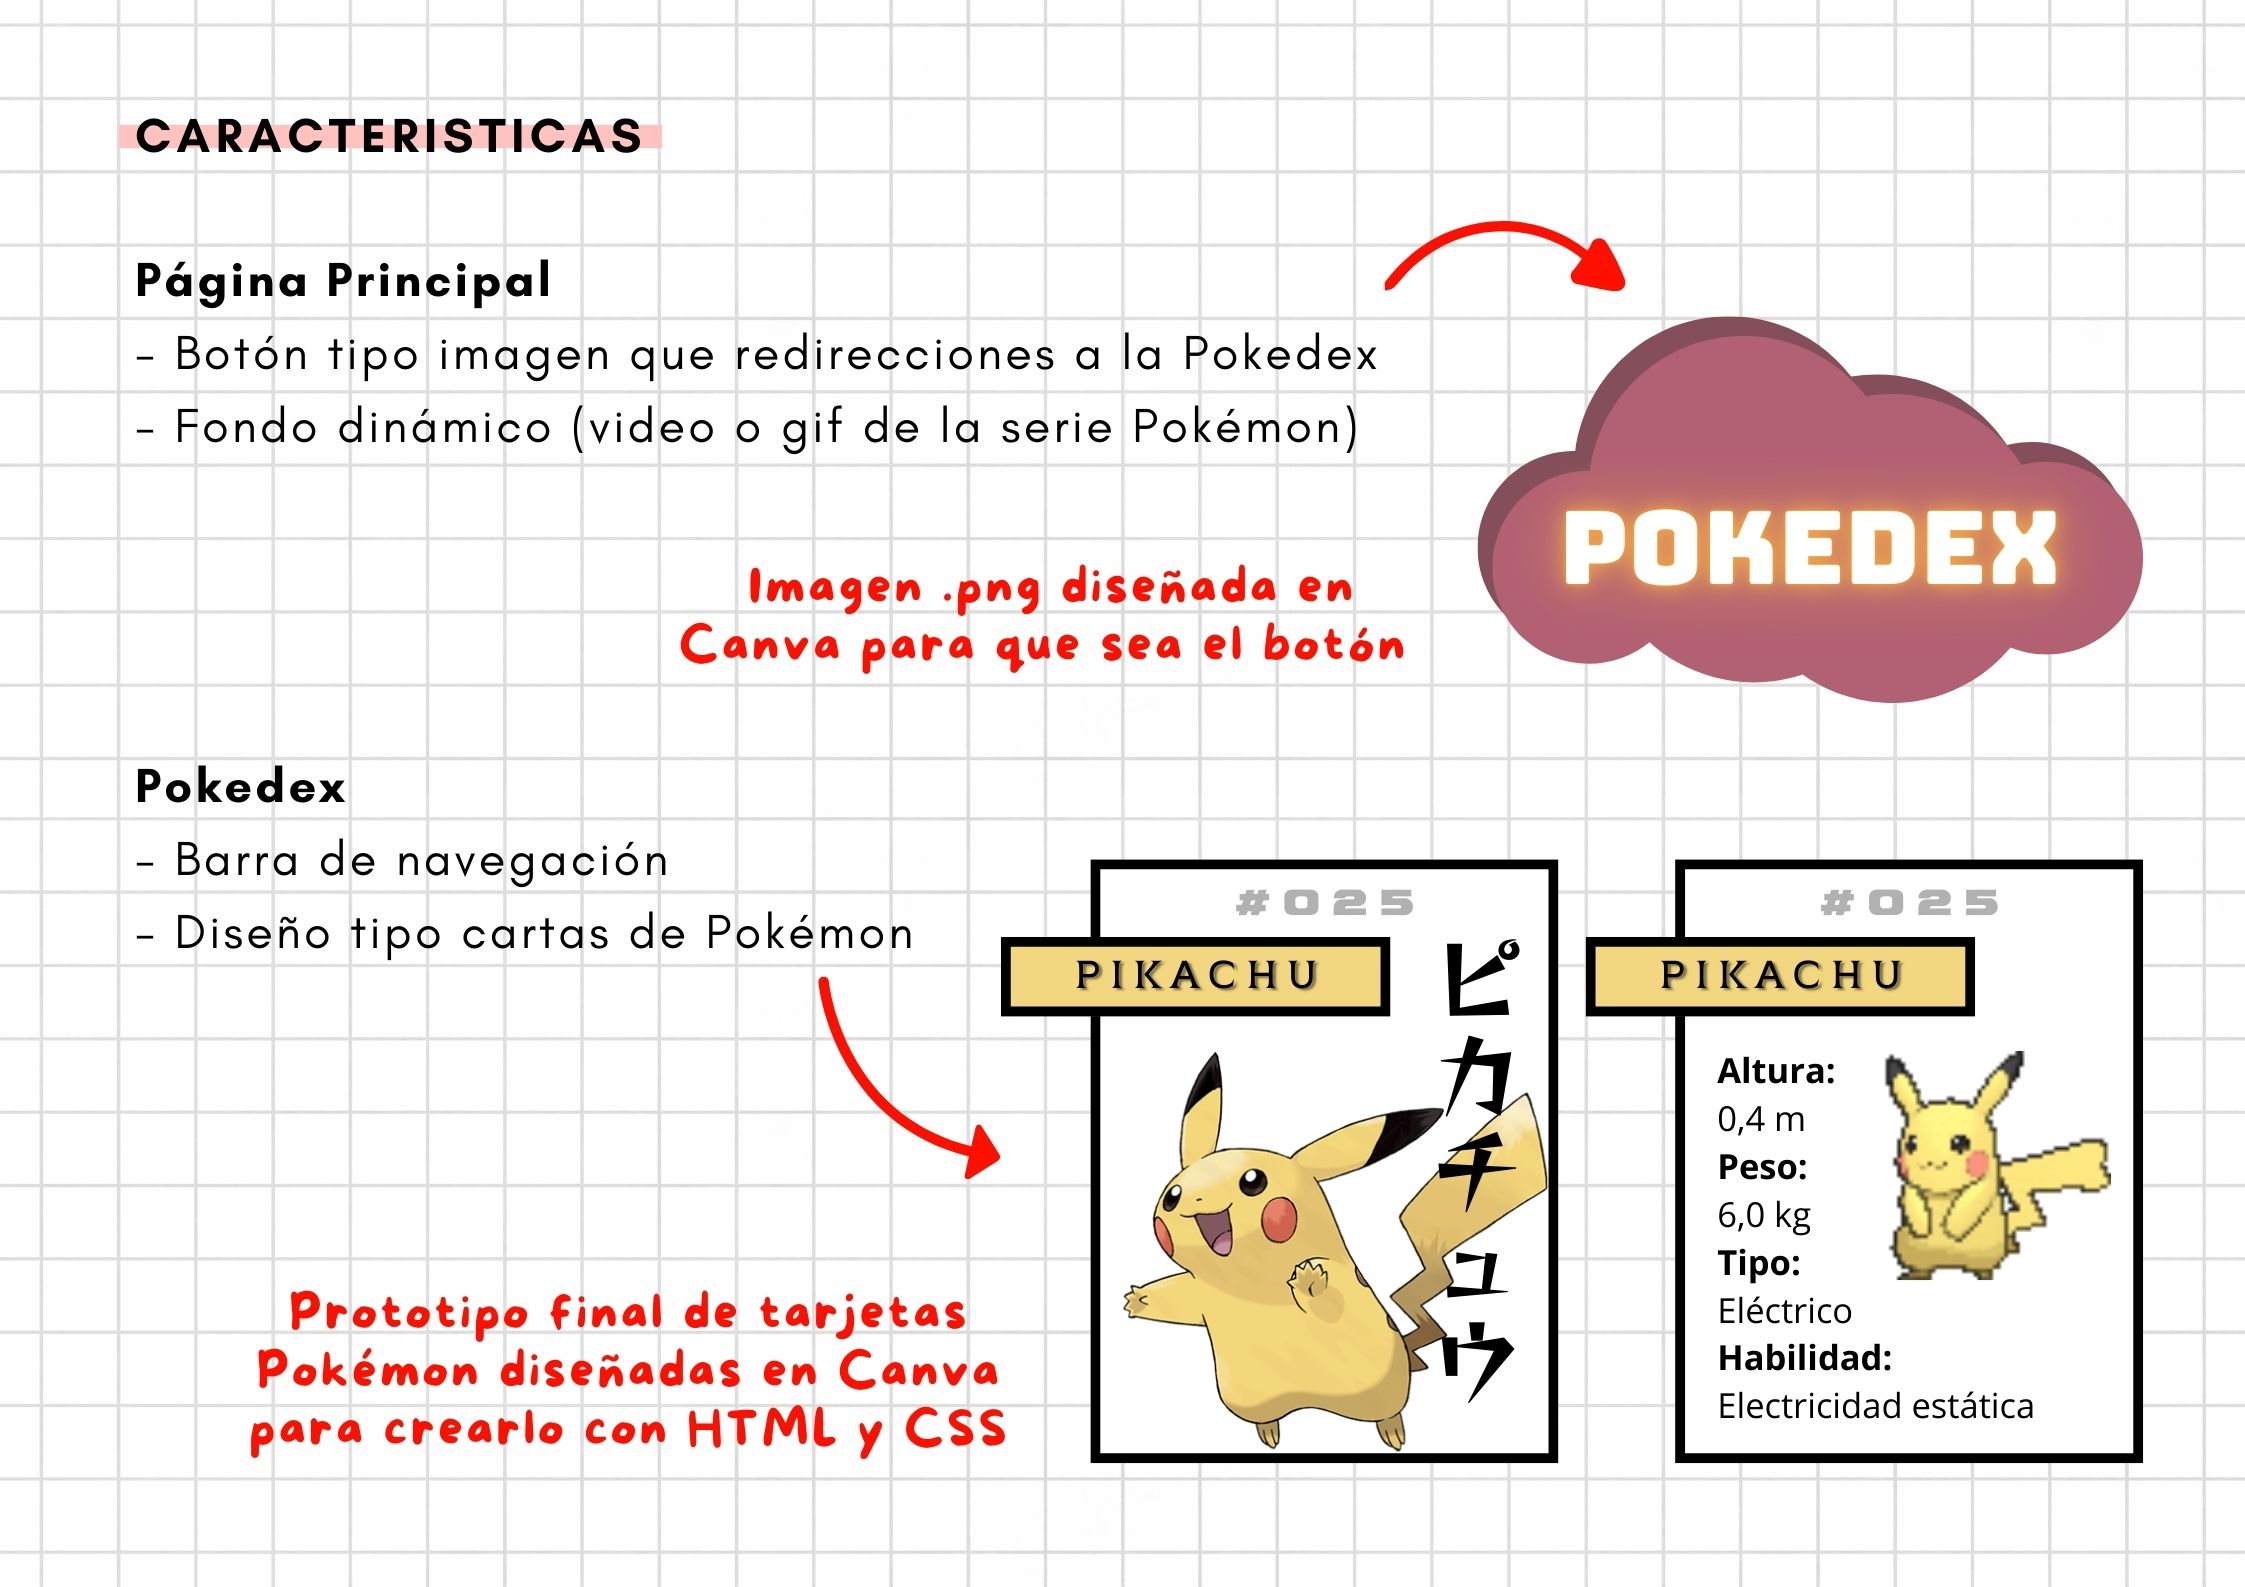 CARACTERISTICAS
Página Principal
- Botón tipo imagen que redirecciones a la Pokedex
- Fondo dinámico (video o gif de la serie Pokémon)
POKEDEX
Imagen .png diseñada en
Canva para que sea el botón
Pokedex
- Barra de navegación
- Diseño tipo cartas de Pokémon
Prototipo final de tarjetas
Pokémon diseñadas en Canva
para crearlo con HTML y CSS
#025
PIKACHU
ピカチュウ
#025
PIKACHU
Altura:
0,4 m
Peso:
6,0 kg
Tipo:
Eléctrico
Habilidad:
Electricidad estática